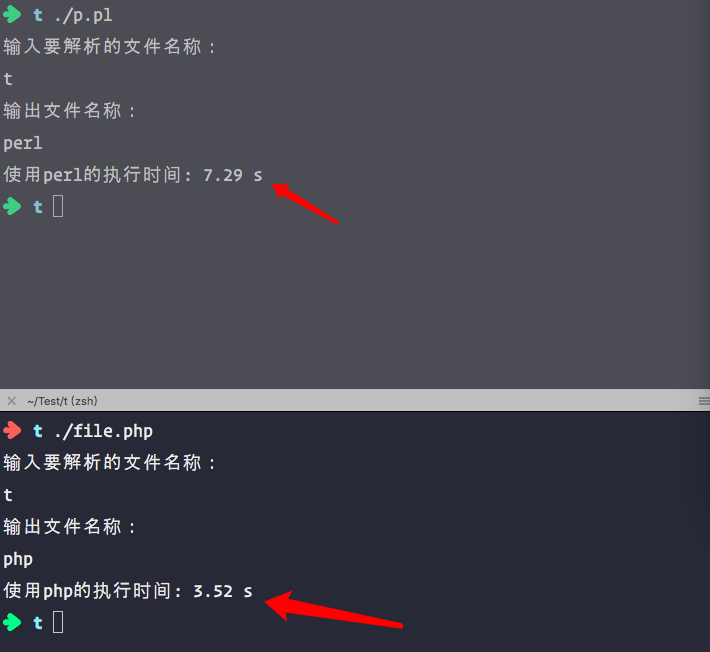 ➜ t ./p.pl
输入要解析的文件名称：
t
输出文件名称：
perl
使用perl的执行时间: 7.29 s
➜ t
~/Test/t (zsh)
➜ t ./file.php
输入要解析的文件名称：
t
输出文件名称：
php
使用php的执行时间: 3.52 s
➜ t